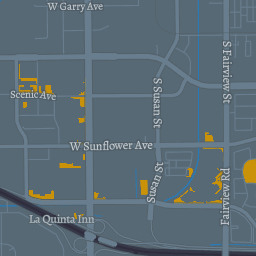 W Garry Ave
S Fairview St
S Susan St
Scenic Ave
W Sunflower Ave
Susan St
Fairview Rd
La Quinta Inn